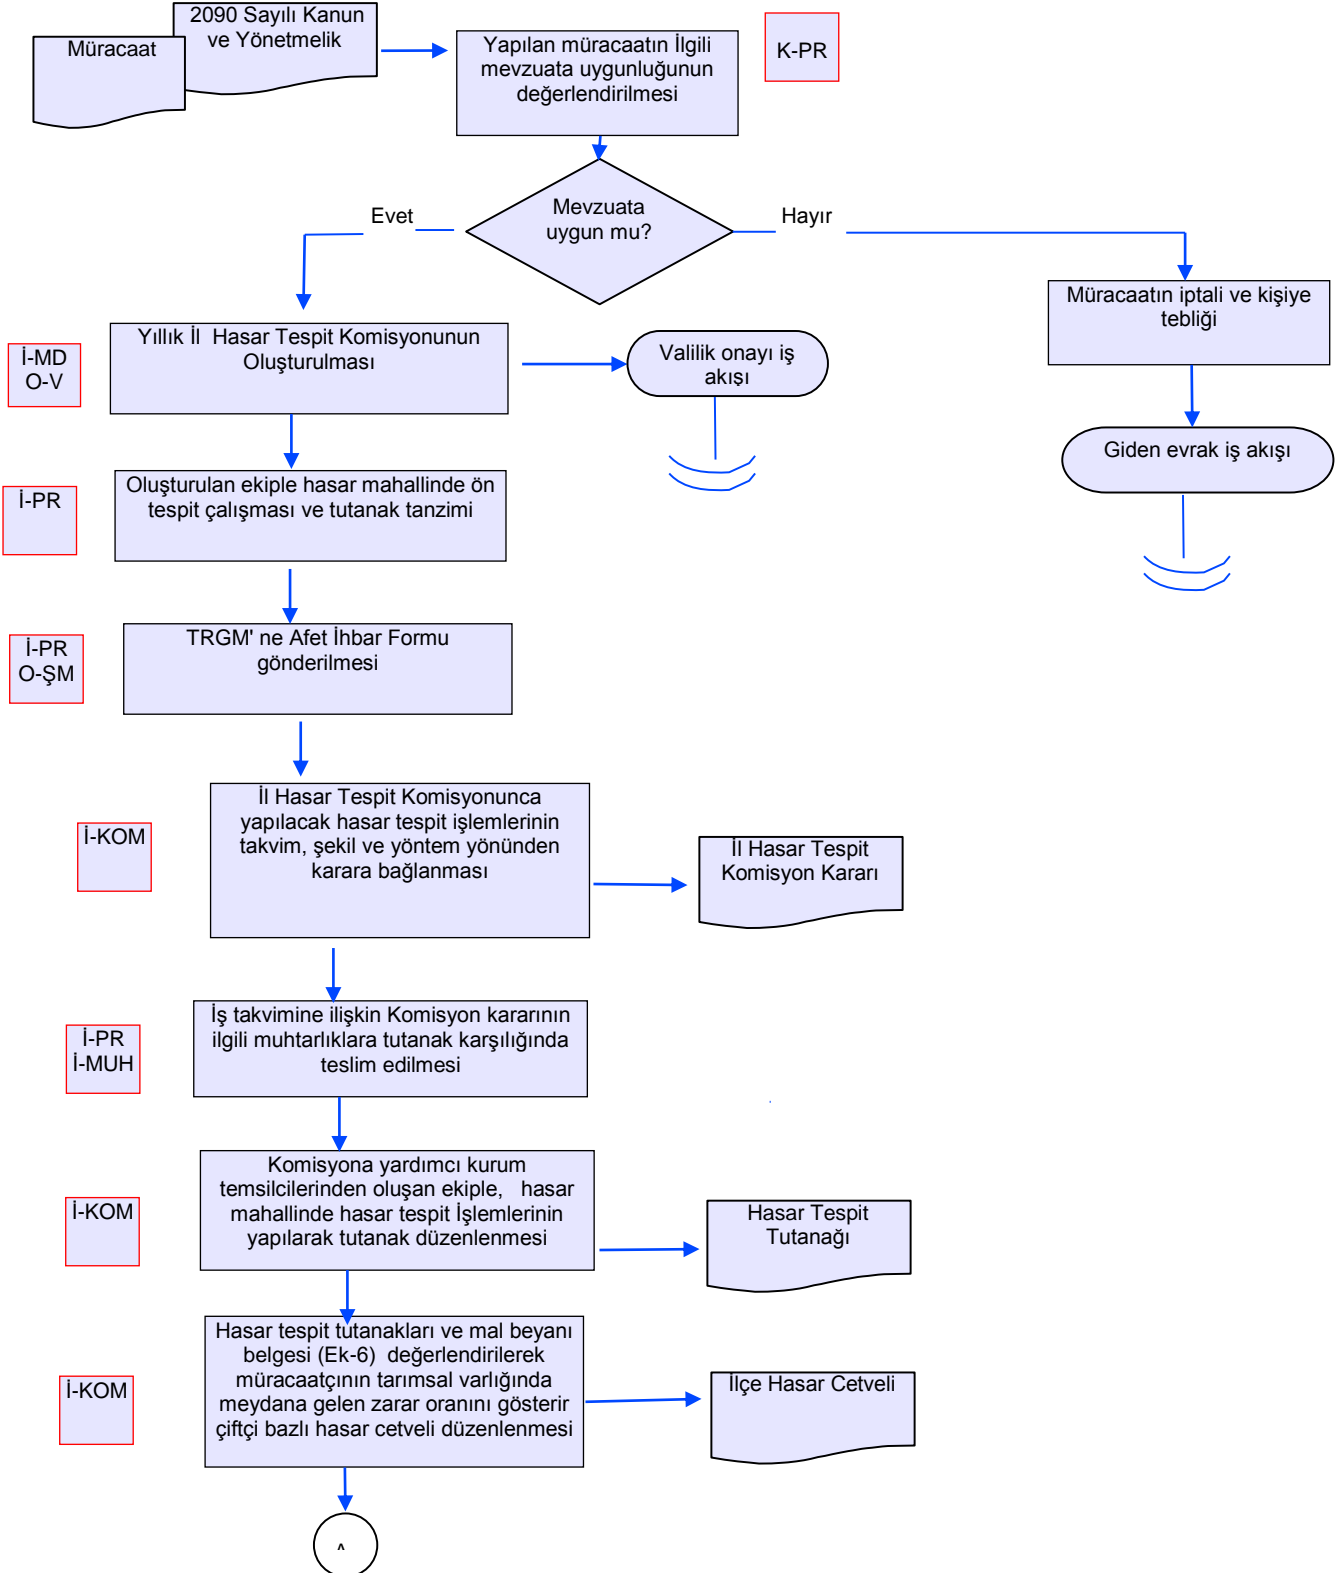 2090 Sayılı Kanun
ve Yönetmelik
Müracaat
Yapılan müracaatın İlgili
mevzuata uygunluğunun
değerlendirilmesi
K-PR
Mevzuata
uygun mu?
Evet
Hayır
Müracaatın iptali ve kişiye
tebliği
Yıllık İl  Hasar Tespit Komisyonunun
Oluşturulması
İ-MD
O-V
Valilik onayı iş
akışı
Giden evrak iş akışı
İ-PR
Oluşturulan ekiple hasar mahallinde ön
tespit çalışması ve tutanak tanzimi
İ-PR
O-ŞM
TRGM' ne Afet İhbar Formu
gönderilmesi
İ-KOM
İl Hasar Tespit Komisyonunca
yapılacak hasar tespit işlemlerinin
takvim, şekil ve yöntem yönünden
karara bağlanması
İl Hasar Tespit
Komisyon Kararı
İ-PR
İ-MUH
İş takvimine ilişkin Komisyon kararının
ilgili muhtarlıklara tutanak karşılığında
teslim edilmesi
İ-KOM
Komisyona yardımcı kurum
temsilcilerinden oluşan ekiple,   hasar
mahallinde hasar tespit İşlemlerinin
yapılarak tutanak düzenlenmesi
Hasar Tespit
Tutanağı
İ-KOM
Hasar tespit tutanakları ve mal beyanı
belgesi (Ek-6)  değerlendirilerek
müracaatçının tarımsal varlığında
meydana gelen zarar oranını gösterir
çiftçi bazlı hasar cetveli düzenlenmesi
İlçe Hasar Cetveli